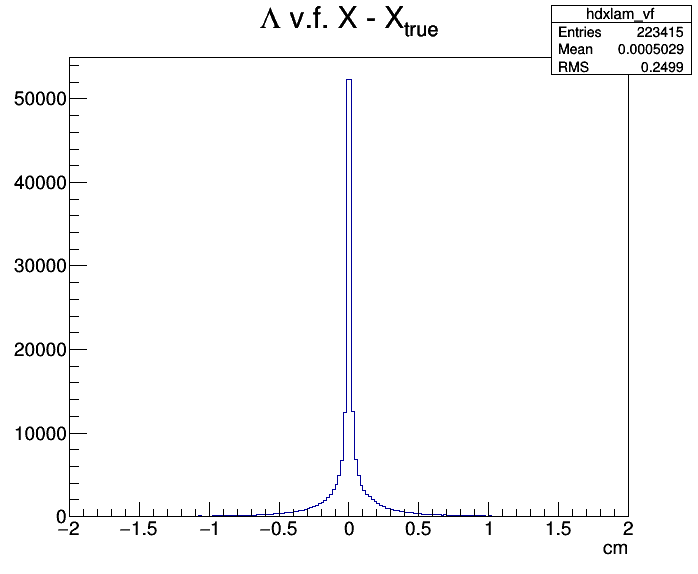 Λ v.f. X - Xtrue
hdxlam_vf
Entries 223415
Mean 0.0005029
RMS 0.2499
50000
40000
30000
20000
10000
0
−2 −1.5 −1 −0.5 0 0.5 1 1.5 2
cm